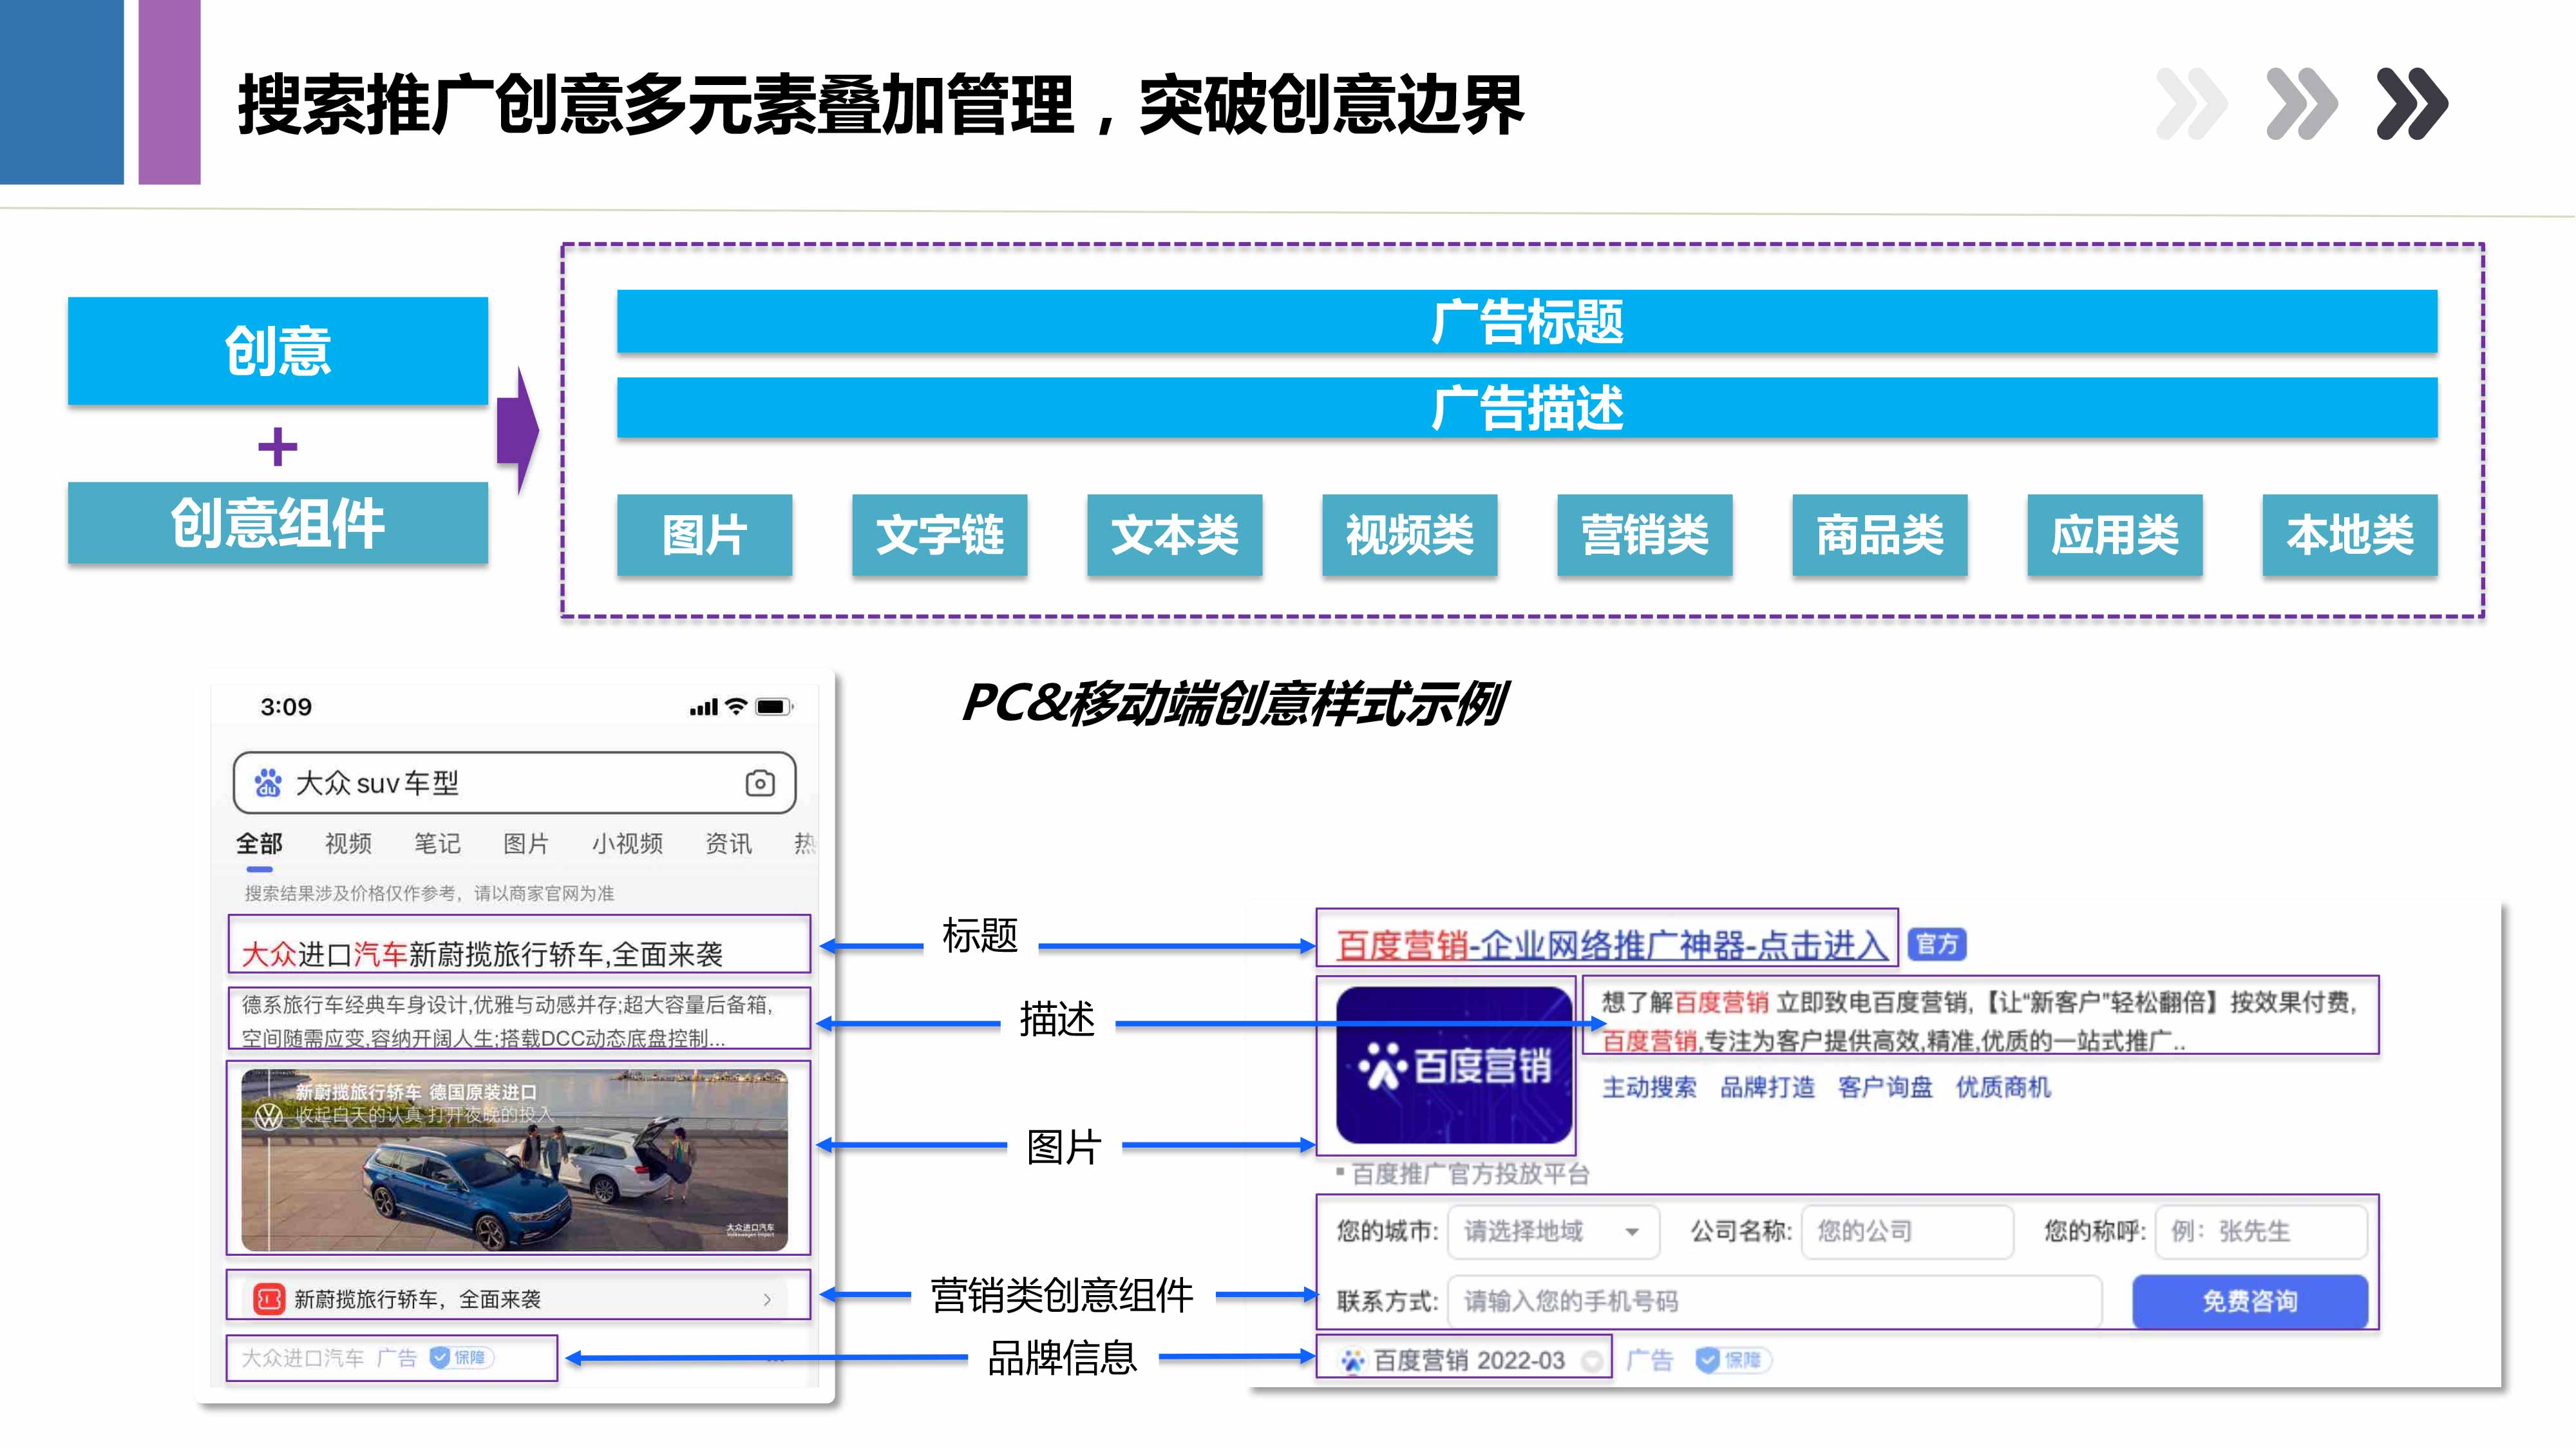 搜索推广创意多元素叠加管理，突破创意边界
创意
+
创意组件
广告标题
广告描述
图片 文字链 文本类 视频类 营销类 商品类 应用类 本地类
PC&移动端创意样式示例
3:09
大众suv车型
全部 视频 笔记 图片 小视频 资讯 热
搜索结果涉及价格仅作参考，请以商家官网为准
大众进口汽车新蔚揽旅行轿车,全面来袭
德系旅行车经典车身设计,优雅与动感并存;超大容量后备箱,
空间随需应变,容纳开阔人生;搭载DCC动态底盘控制...
新蔚揽旅行轿车 德国原装进口
收起白天的认真 打开夜晚的投入
大众进口汽车
Volkswagen Import
新蔚揽旅行轿车，全面来袭
大众进口汽车 广告 保障
标题
描述
图片
营销类创意组件
品牌信息
百度营销-企业网络推广神器-点击进入 官方
百度营销
想了解百度营销 立即致电百度营销,【让“新客户”轻松翻倍】按效果付费,
百度营销,专注为客户提供高效,精准,优质的一站式推广..
主动搜索 品牌打造 客户询盘 优质商机
百度推广官方投放平台
您的城市: 请选择地域 公司名称: 您的公司 您的称呼: 例：张先生
联系方式: 请输入您的手机号码 免费咨询
百度营销 2022-03 广告 保障